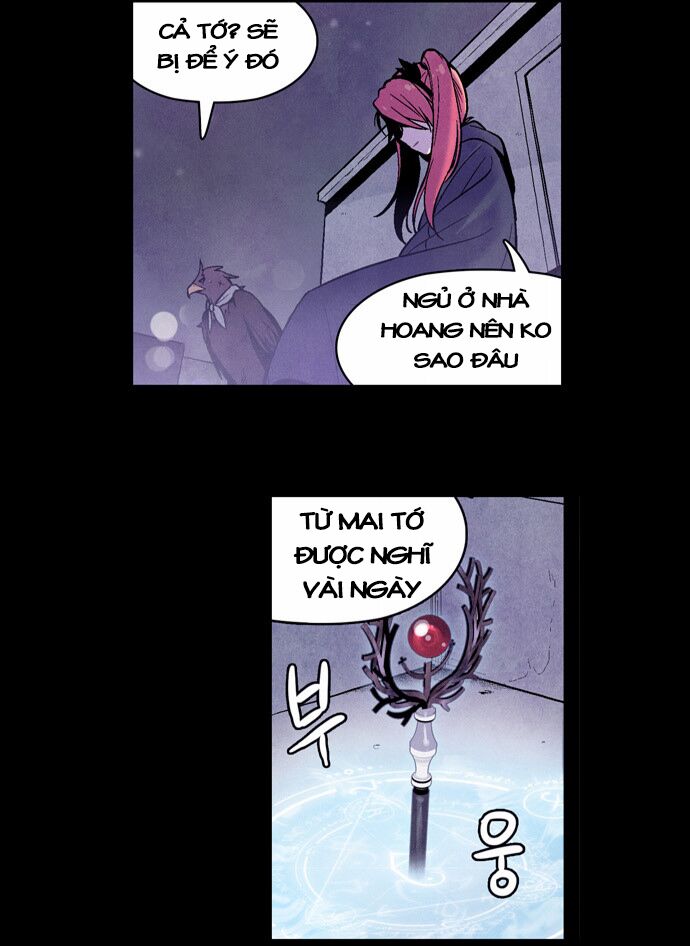 CẢ TỚ? SẼ
BỊ ĐỂ Ý ĐÓ
NGỦ Ở NHÀ
HOANG NÊN KO
SAO ĐÂU
TỪ MAI TỚ
ĐƯỢC NGHĨ
VÀI NGÀY
부
웅